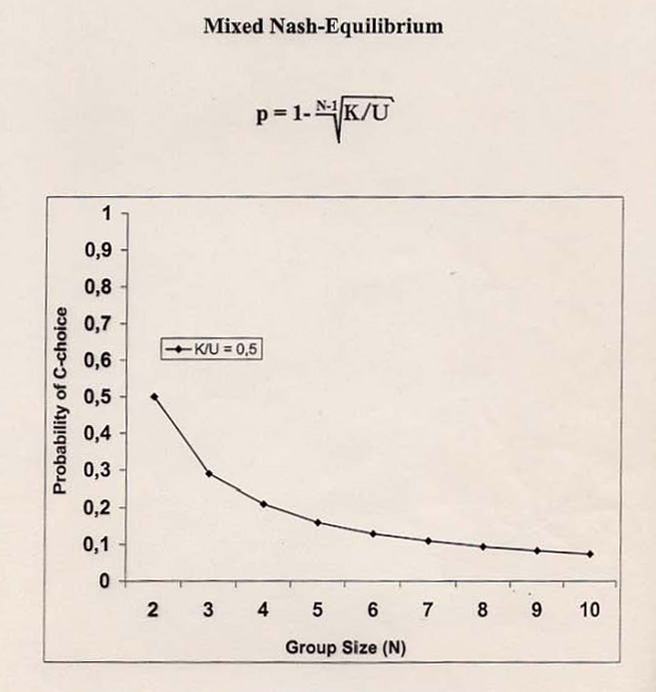 Mixed Nash-Equilibrium
p = 1- N-1√K/U
1
0,9
0,8
0,7
0,6
0,5
0,4
0,3
0,2
0,1
0
Probability of C-choice
K/U = 0,5
2 3 4 5 6 7 8 9 10
Group Size (N)